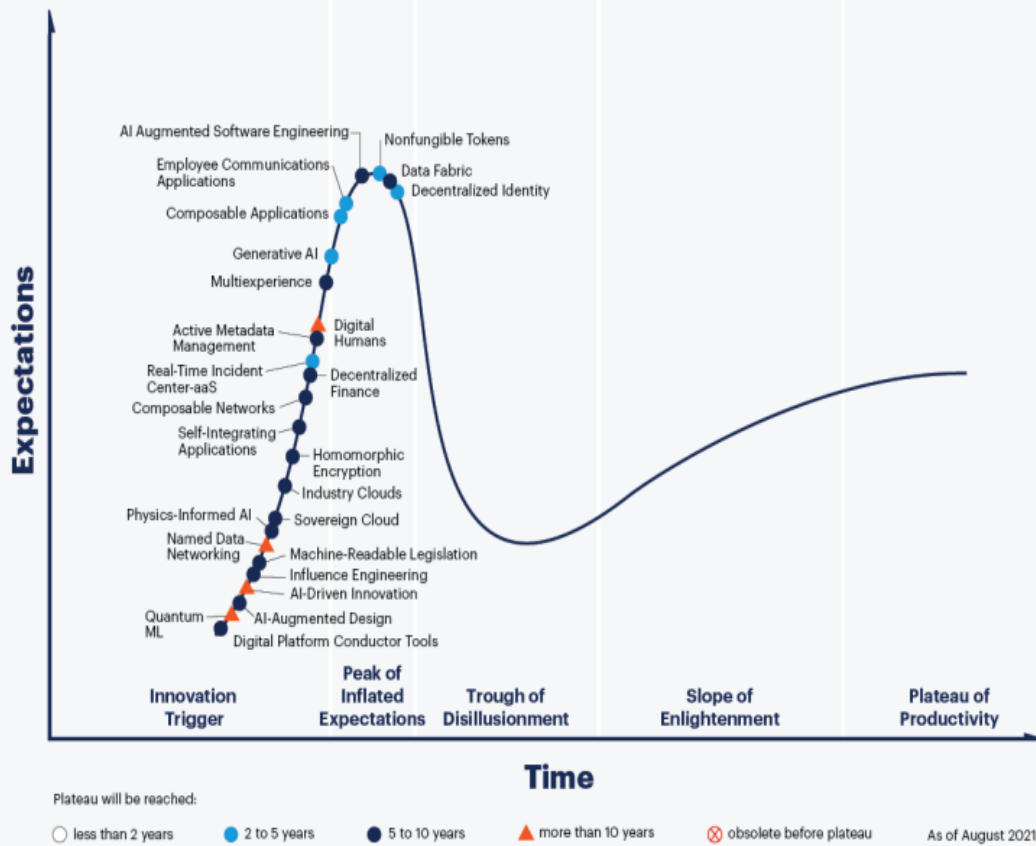 AI Augmented Software Engineering
Nonfungible Tokens
Employee Communications
Applications
Data Fabric
Decentralized Identity
Composable Applications
Generative AI
Multiexperience
Active Metadata
Management
Digital
Humans
Real-Time Incident
Center-aaS
Decentralized
Finance
Composable Networks
Self-Integrating
Applications
Homomorphic
Encryption
Industry Clouds
Physics-Informed AI
Sovereign Cloud
Named Data
Networking
Machine-Readable Legislation
Influence Engineering
AI-Driven Innovation
Quantum
ML
AI-Augmented Design
Digital Platform Conductor Tools
Expectations
Innovation
Trigger
Peak of
Inflated
Expectations
Trough of
Disillusionment
Slope of
Enlightenment
Plateau of
Productivity
Time
Plateau will be reached:
less than 2 years
2 to 5 years
5 to 10 years
more than 10 years
obsolete before plateau
As of August 2021